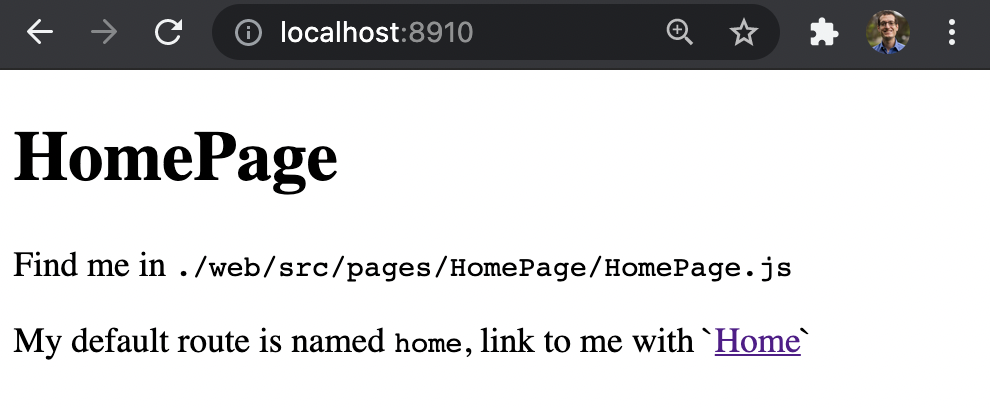 localhost:8910
HomePage
Find me in ./web/src/pages/HomePage/HomePage.js
My default route is named home, link to me with `Home`